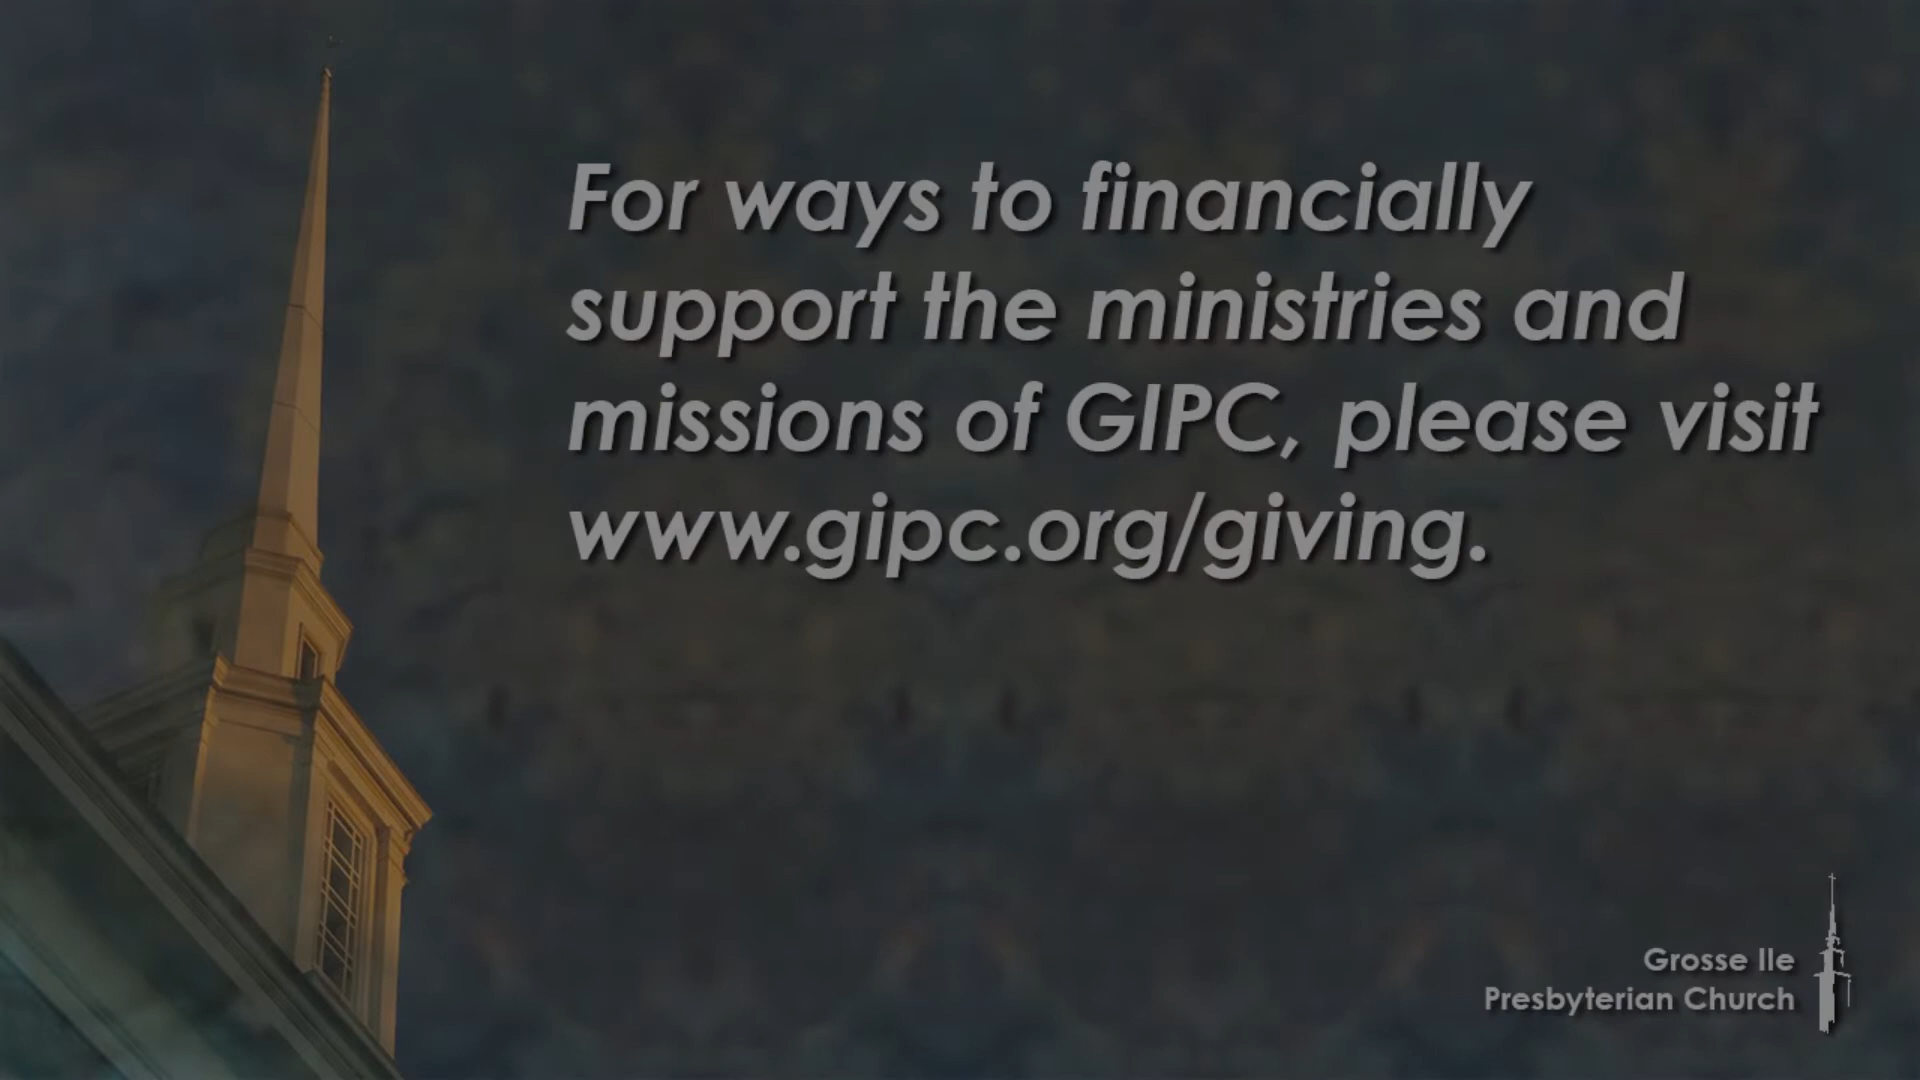 For ways to financially
support the ministries and
missions of GIPC, please visit
www.gipc.org/giving.
Grosse Ile
Presbyterian Church